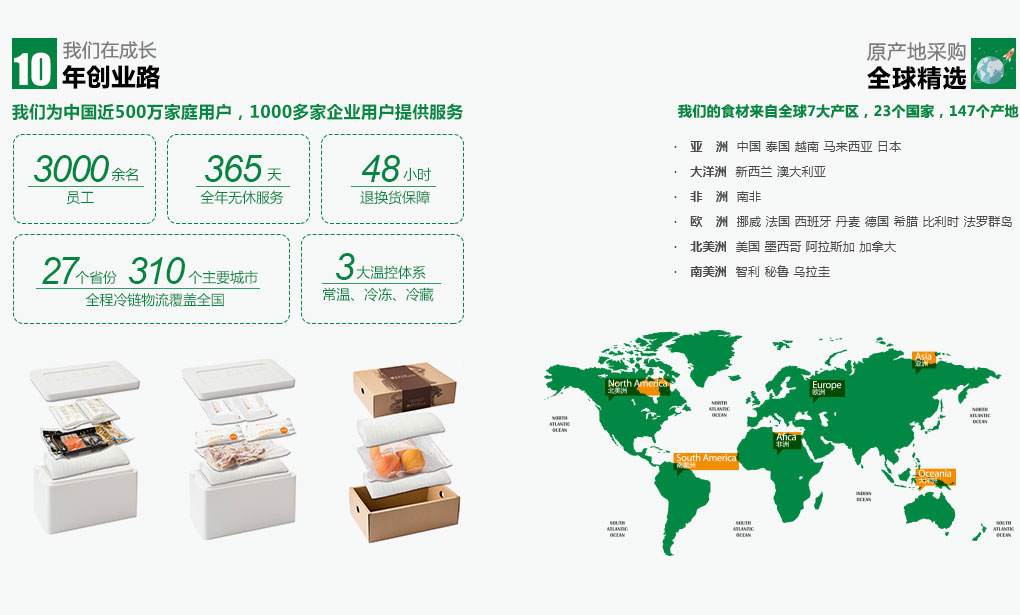 10
我们在成长
年创业路
我们为中国近500万家庭用户，1000多家企业用户提供服务
3000 余名
员工
365 天
全年无休服务
48 小时
退换货保障
27个省份 310个主要城市
全程冷链物流覆盖全国
3大温控体系
常温、冷冻、冷藏
原产地采购
全球精选
我们的食材来自全球7大产区，23个国家，147个产地
· 亚 洲 中国 泰国 越南 马来西亚 日本
· 大洋洲 新西兰 澳大利亚
· 非 洲 南非
· 欧 洲 挪威 法国 西班牙 丹麦 德国 希腊 比利时 法罗群岛
· 北美洲 美国 墨西哥 阿拉斯加 加拿大
· 南美洲 智利 秘鲁 乌拉圭
Asia
亚洲
North America
北美洲
Europe
欧洲
NORTH
ATLANTIC
OCEAN
NORTH
ATLANTIC
OCEAN
NORTH
ATLANTIC
OCEAN
Africa
非洲
South America
南美洲
Oceania
大洋洲
INDIAN
OCEAN
SOUTH
ATLANTIC
OCEAN
SOUTH
ATLANTIC
OCEAN
SOUTH
ATLANTIC
OCEAN